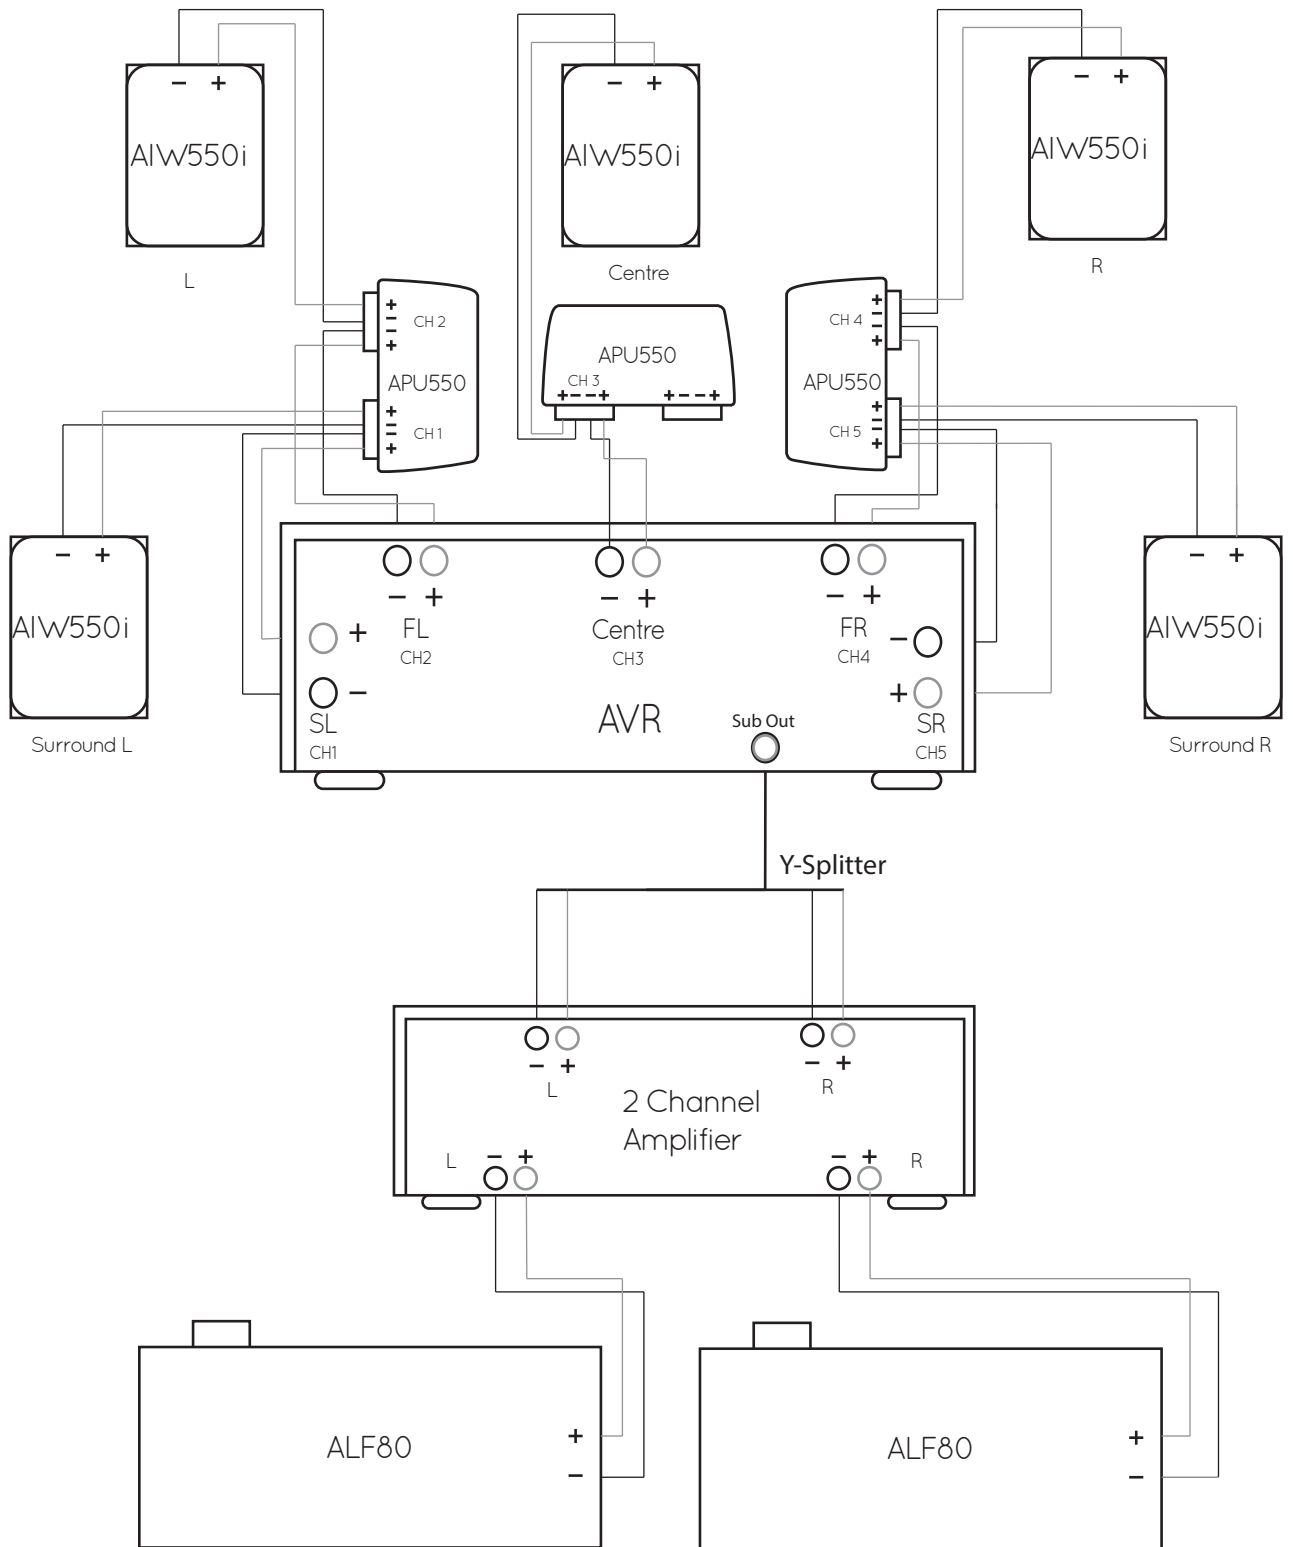 − +
AIW550i
L
− +
AIW550i
Centre
− +
AIW550i
R
+
−
−
+
CH 2
APU550
+
−
−
+
CH 1
APU550
CH 3
+ − − +
+ − − +
+
−
−
+
CH 4
APU550
+
−
−
+
CH 5
− +
AIW550i
Surround L
− +
AIW550i
Surround R
− +
FL
CH2
− +
Centre
CH3
− +
FR
CH4
+
−
SL
CH1
−
+
SR
CH5
AVR
Sub Out
Y-Splitter
− +
L
− +
R
2 Channel
Amplifier
L
− +
− +
R
ALF80
+
−
ALF80
+
−